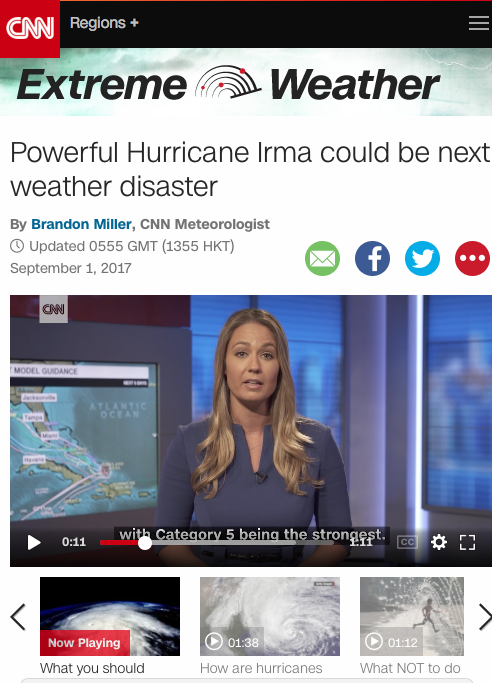 CNN
Regions +
Extreme Weather
Powerful Hurricane Irma could be next
weather disaster
By Brandon Miller, CNN Meteorologist
Updated 0555 GMT (1355 HKT)
September 1, 2017
CNN
MODEL GUIDANCE
NEXT 5 DAYS
Jacksonville
ATLANTIC
OCEAN
Tampa
Miami
Havana
with Category 5 being the strongest.
0:11
1:11
CC
Now Playing
01:38
01:12
What you should
How are hurricanes
What NOT to do